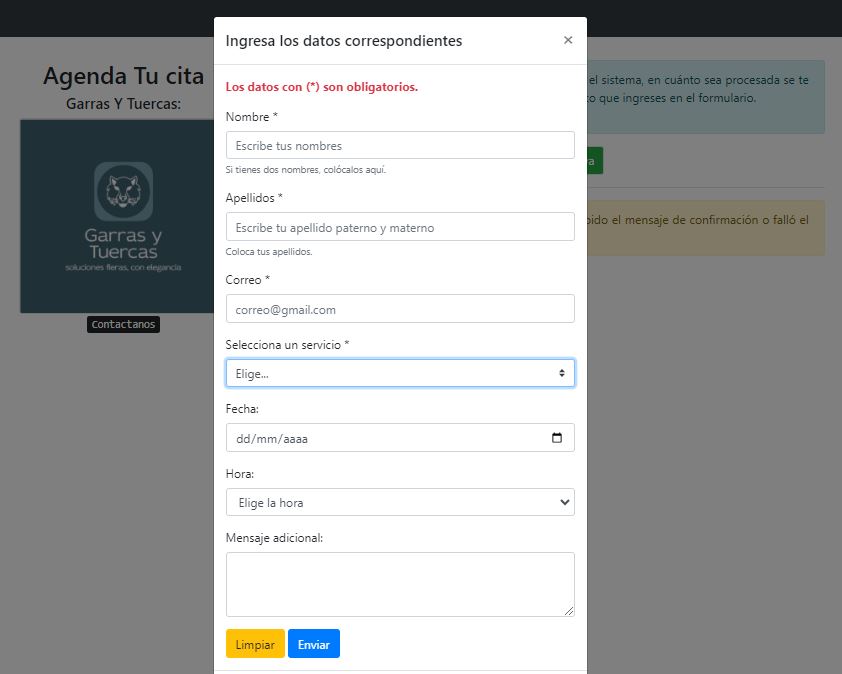 Ingresa los datos correspondientes
×
Los datos con (*) son obligatorios.
Nombre *
Escribe tus nombres
Si tienes dos nombres, colócalos aquí.
Apellidos *
Escribe tu apellido paterno y materno
Coloca tus apellidos.
Correo *
correo@gmail.com
Selecciona un servicio *
Elige...
Fecha:
dd/mm/aaaa
Hora:
Elige la hora
Mensaje adicional:
Limpiar Enviar
Agenda Tu cita
Garras Y Tuercas:
Garras y
Tuercas
soluciones fieras, con elegancia
Contactanos
el sistema, en cuánto sea procesada se te
que ingreses en el formulario.
el mensaje de confirmación o falló el